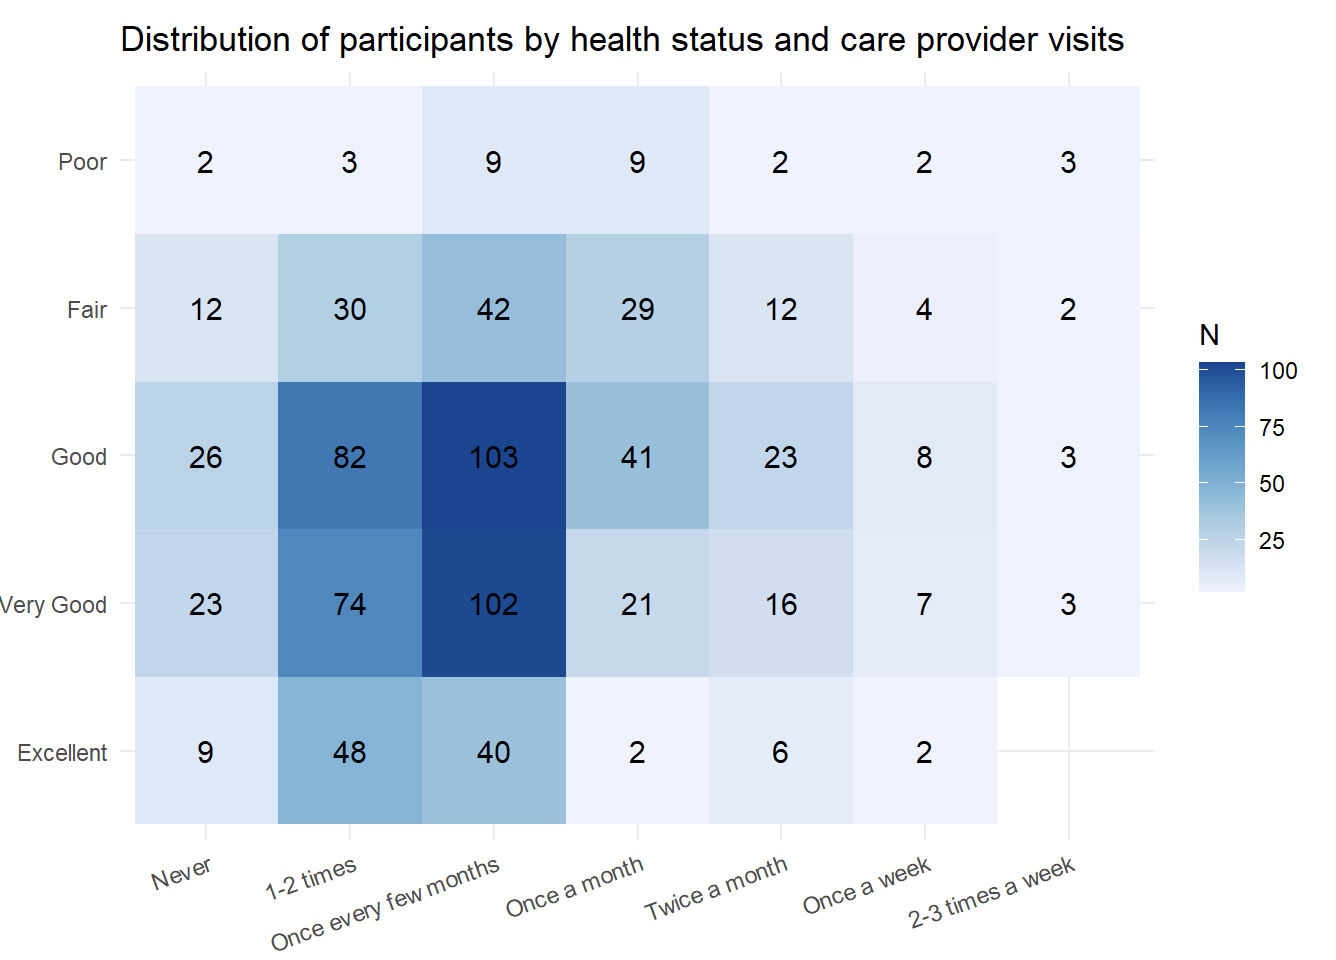 Distribution of participants by health status and care provider visits
Poor 2 3 9 9 2 2 3
Fair 12 30 42 29 12 4 2
Good 26 82 103 41 23 8 3
Very Good 23 74 102 21 16 7 3
Excellent 9 48 40 2 6 2
Never
1-2 times
Once every few months
Once a month
Twice a month
Once a week
2-3 times a week
N
100
75
50
25